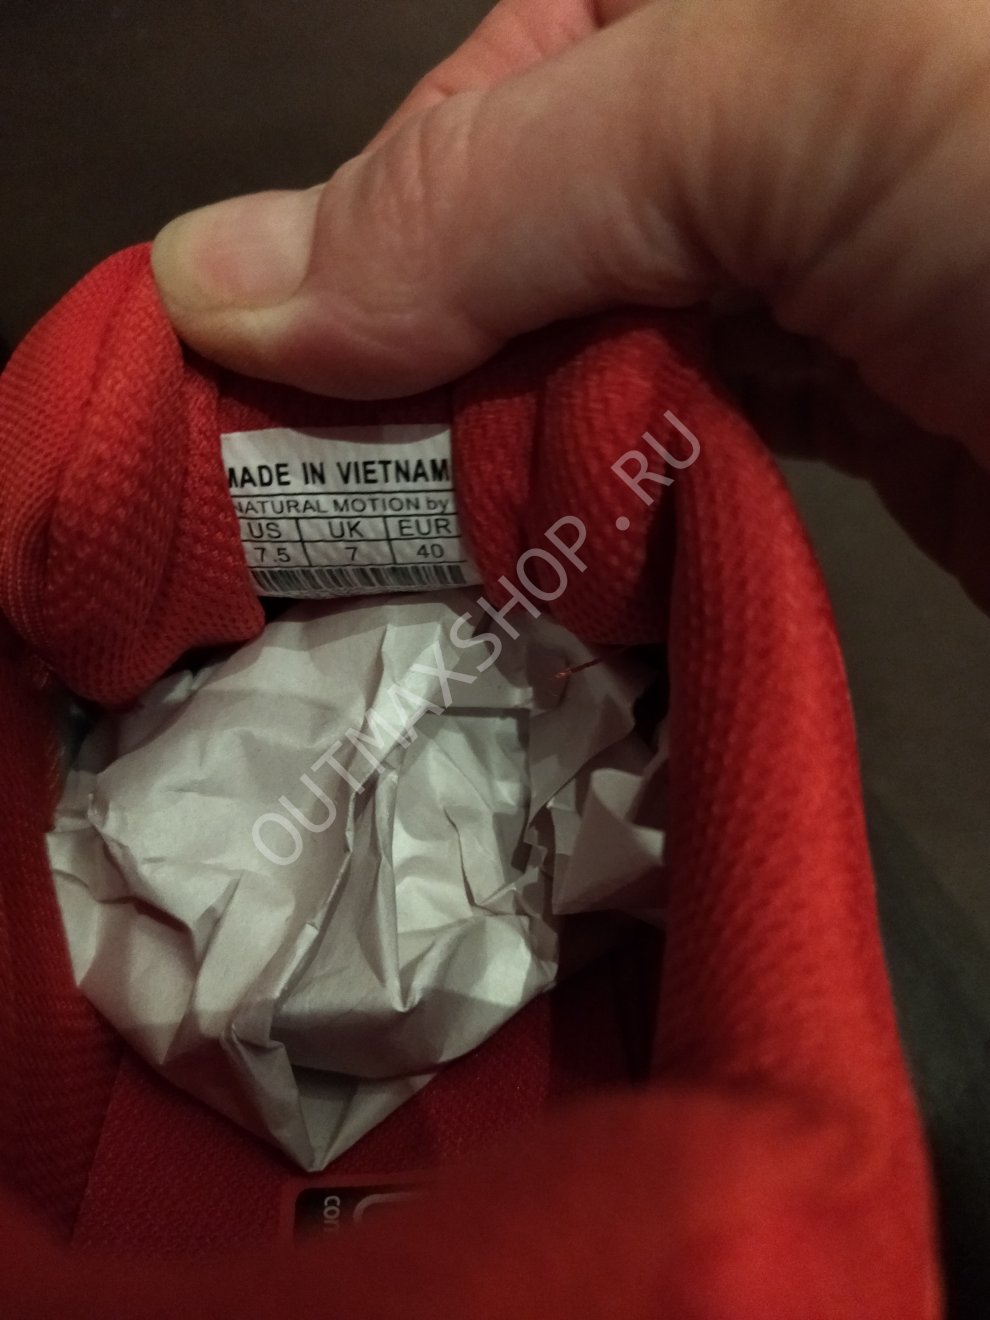 MADE IN VIETNAM
NATURAL MOTION by
US UK EUR
7.5 7 40
OUTMAXSHOP.RU